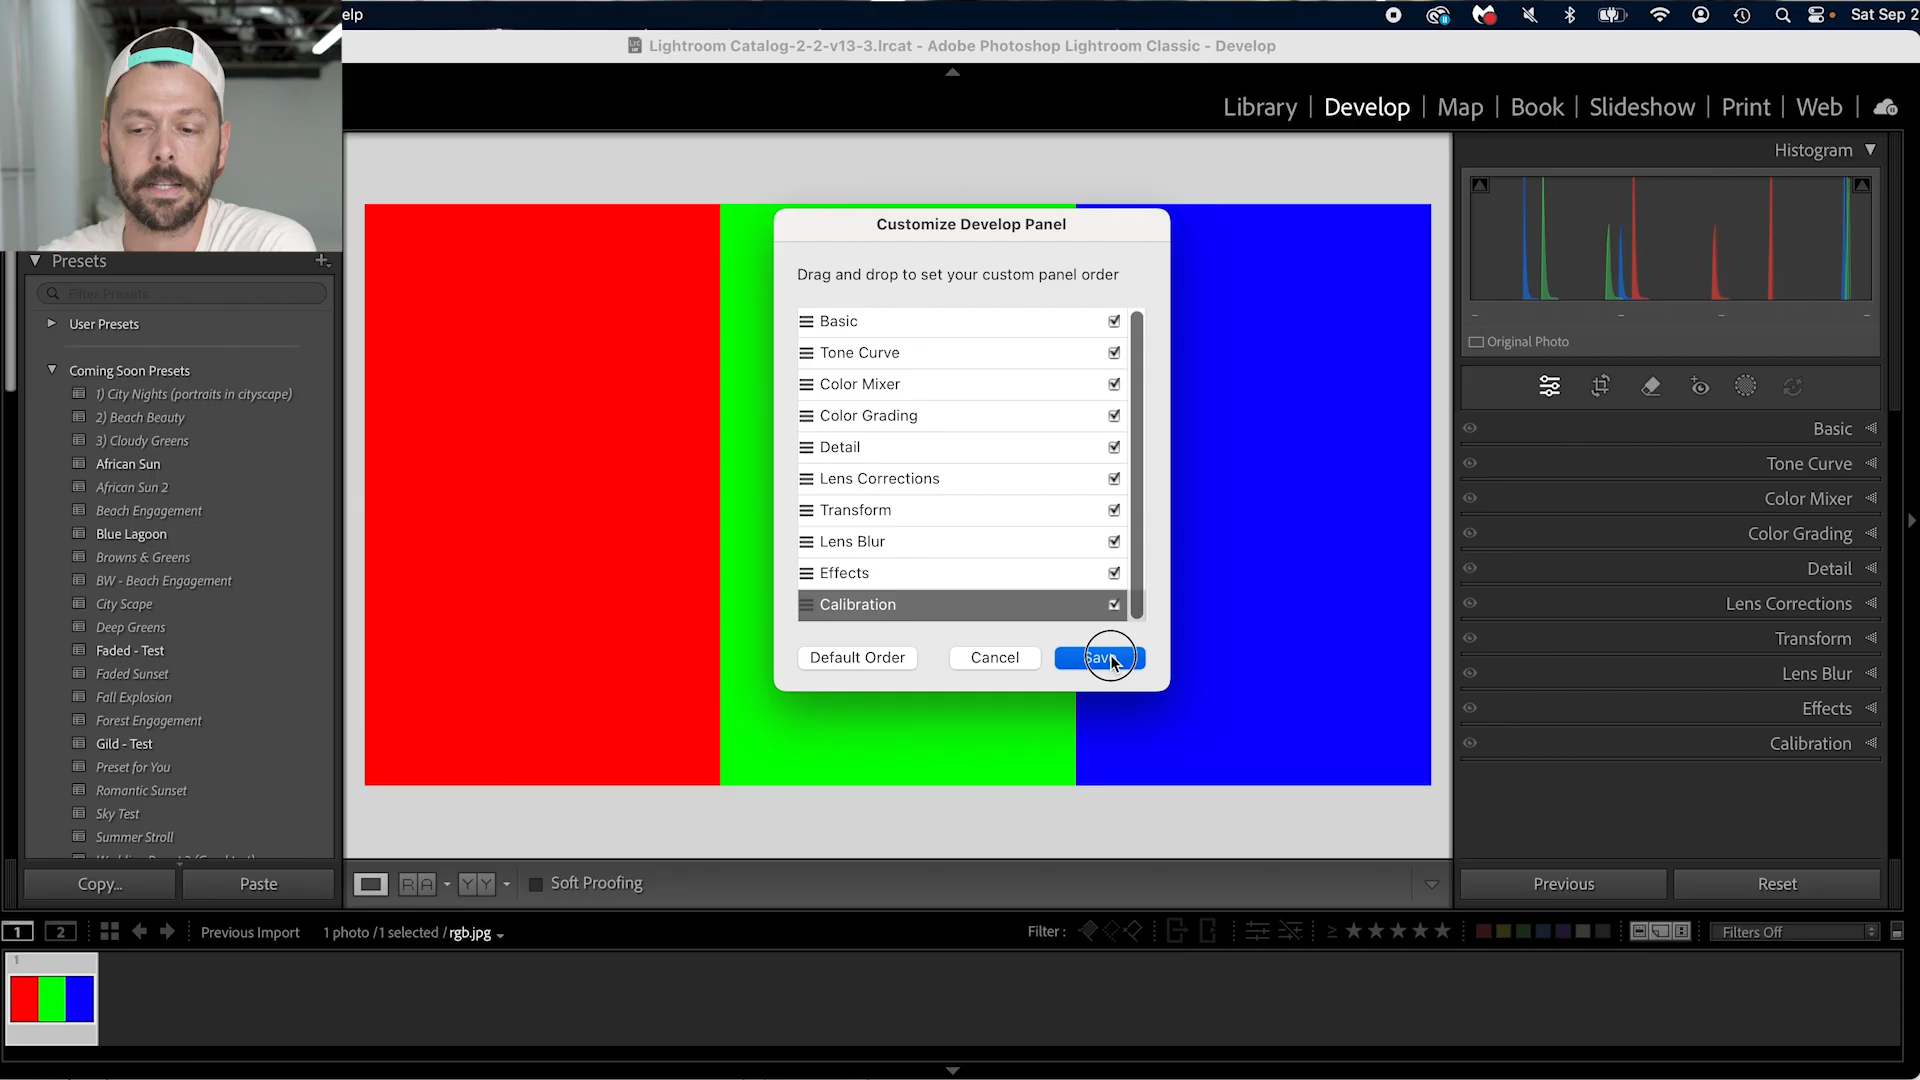 elp
Sat Sep 2
Lightroom Catalog-2-2-v13-3.lrcat - Adobe Photoshop Lightroom Classic - Develop
Library | Develop | Map | Book | Slideshow | Print | Web
Histogram
Original Photo
Presets
Filter Presets
User Presets
Coming Soon Presets
1) City Nights (portraits in cityscape)
2) Beach Beauty
3) Cloudy Greens
African Sun
African Sun 2
Beach Engagement
Blue Lagoon
Browns & Greens
BW - Beach Engagement
City Scape
Deep Greens
Faded - Test
Faded Sunset
Fall Explosion
Forest Engagement
Gild - Test
Preset for You
Romantic Sunset
Sky Test
Summer Stroll
Copy...
Paste
Customize Develop Panel
Drag and drop to set your custom panel order
Basic
Tone Curve
Color Mixer
Color Grading
Detail
Lens Corrections
Transform
Lens Blur
Effects
Calibration
Default Order
Cancel
Save
Basic
Tone Curve
Color Mixer
Color Grading
Detail
Lens Corrections
Transform
Lens Blur
Effects
Calibration
R A
Y Y
Soft Proofing
Previous
Reset
1
2
Previous Import
1 photo /1 selected /rgb.jpg
Filter :
Filters Off
1